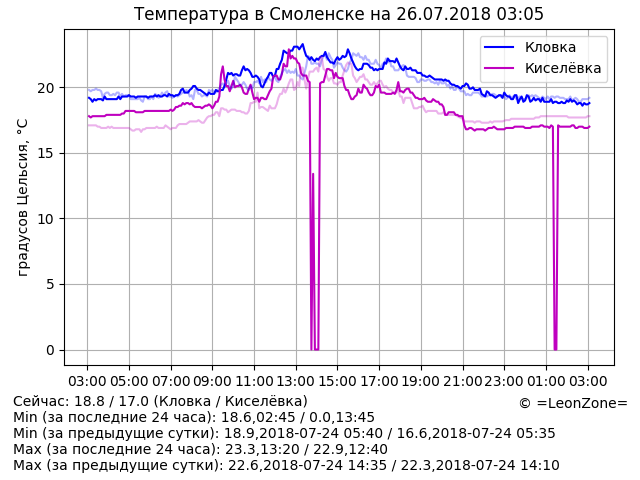 Температура в Смоленске на 26.07.2018 03:05
Кловка
Киселёвка
градусов Цельсия, °C
20
15
10
5
0
03:00 05:00 07:00 09:00 11:00 13:00 15:00 17:00 19:00 21:00 23:00 01:00 03:00
Сейчас: 18.8 / 17.0 (Кловка / Киселёвка)
© =LeonZone=
Min (за последние 24 часа): 18.6,02:45 / 0.0,13:45
Min (за предыдущие сутки): 18.9,2018-07-24 05:40 / 16.6,2018-07-24 05:35
Max (за последние 24 часа): 23.3,13:20 / 22.9,12:40
Max (за предыдущие сутки): 22.6,2018-07-24 14:35 / 22.3,2018-07-24 14:10